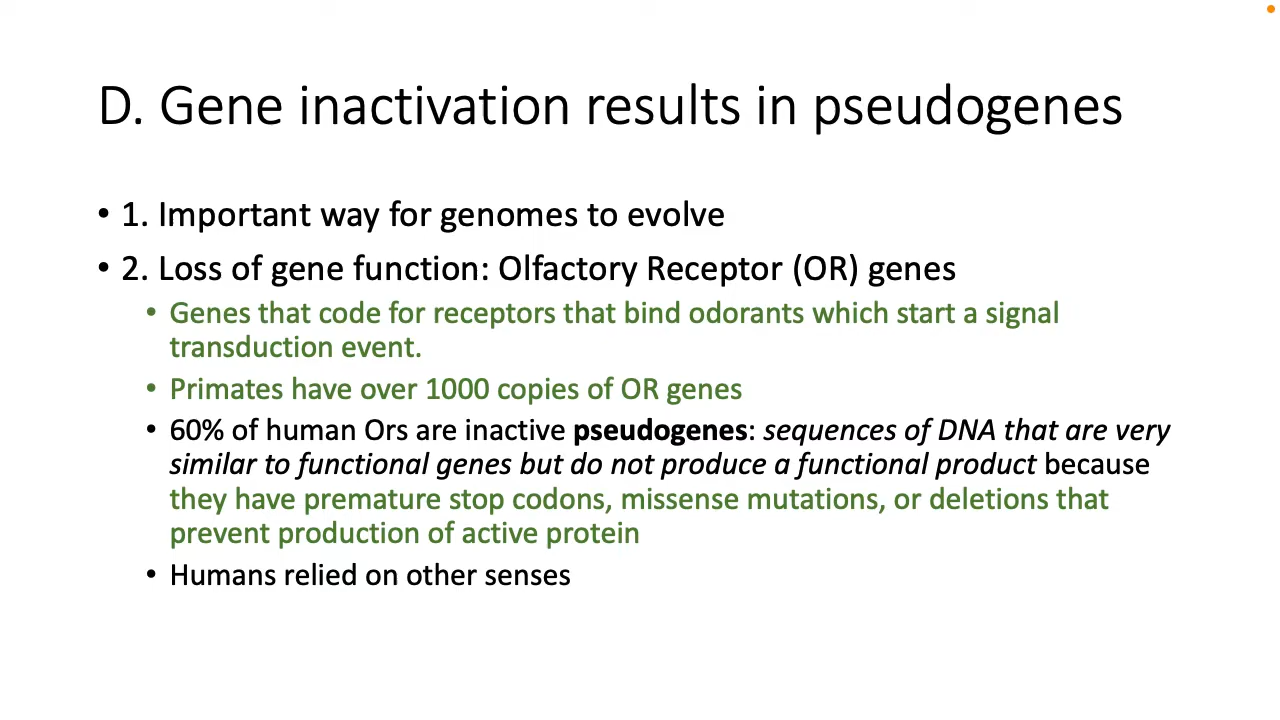 D. Gene inactivation results in pseudogenes
• 1. Important way for genomes to evolve
• 2. Loss of gene function: Olfactory Receptor (OR) genes
• Genes that code for receptors that bind odorants which start a signal
transduction event.
• Primates have over 1000 copies of OR genes
• 60% of human Ors are inactive pseudogenes: sequences of DNA that are very
similar to functional genes but do not produce a functional product because
they have premature stop codons, missense mutations, or deletions that
prevent production of active protein
• Humans relied on other senses